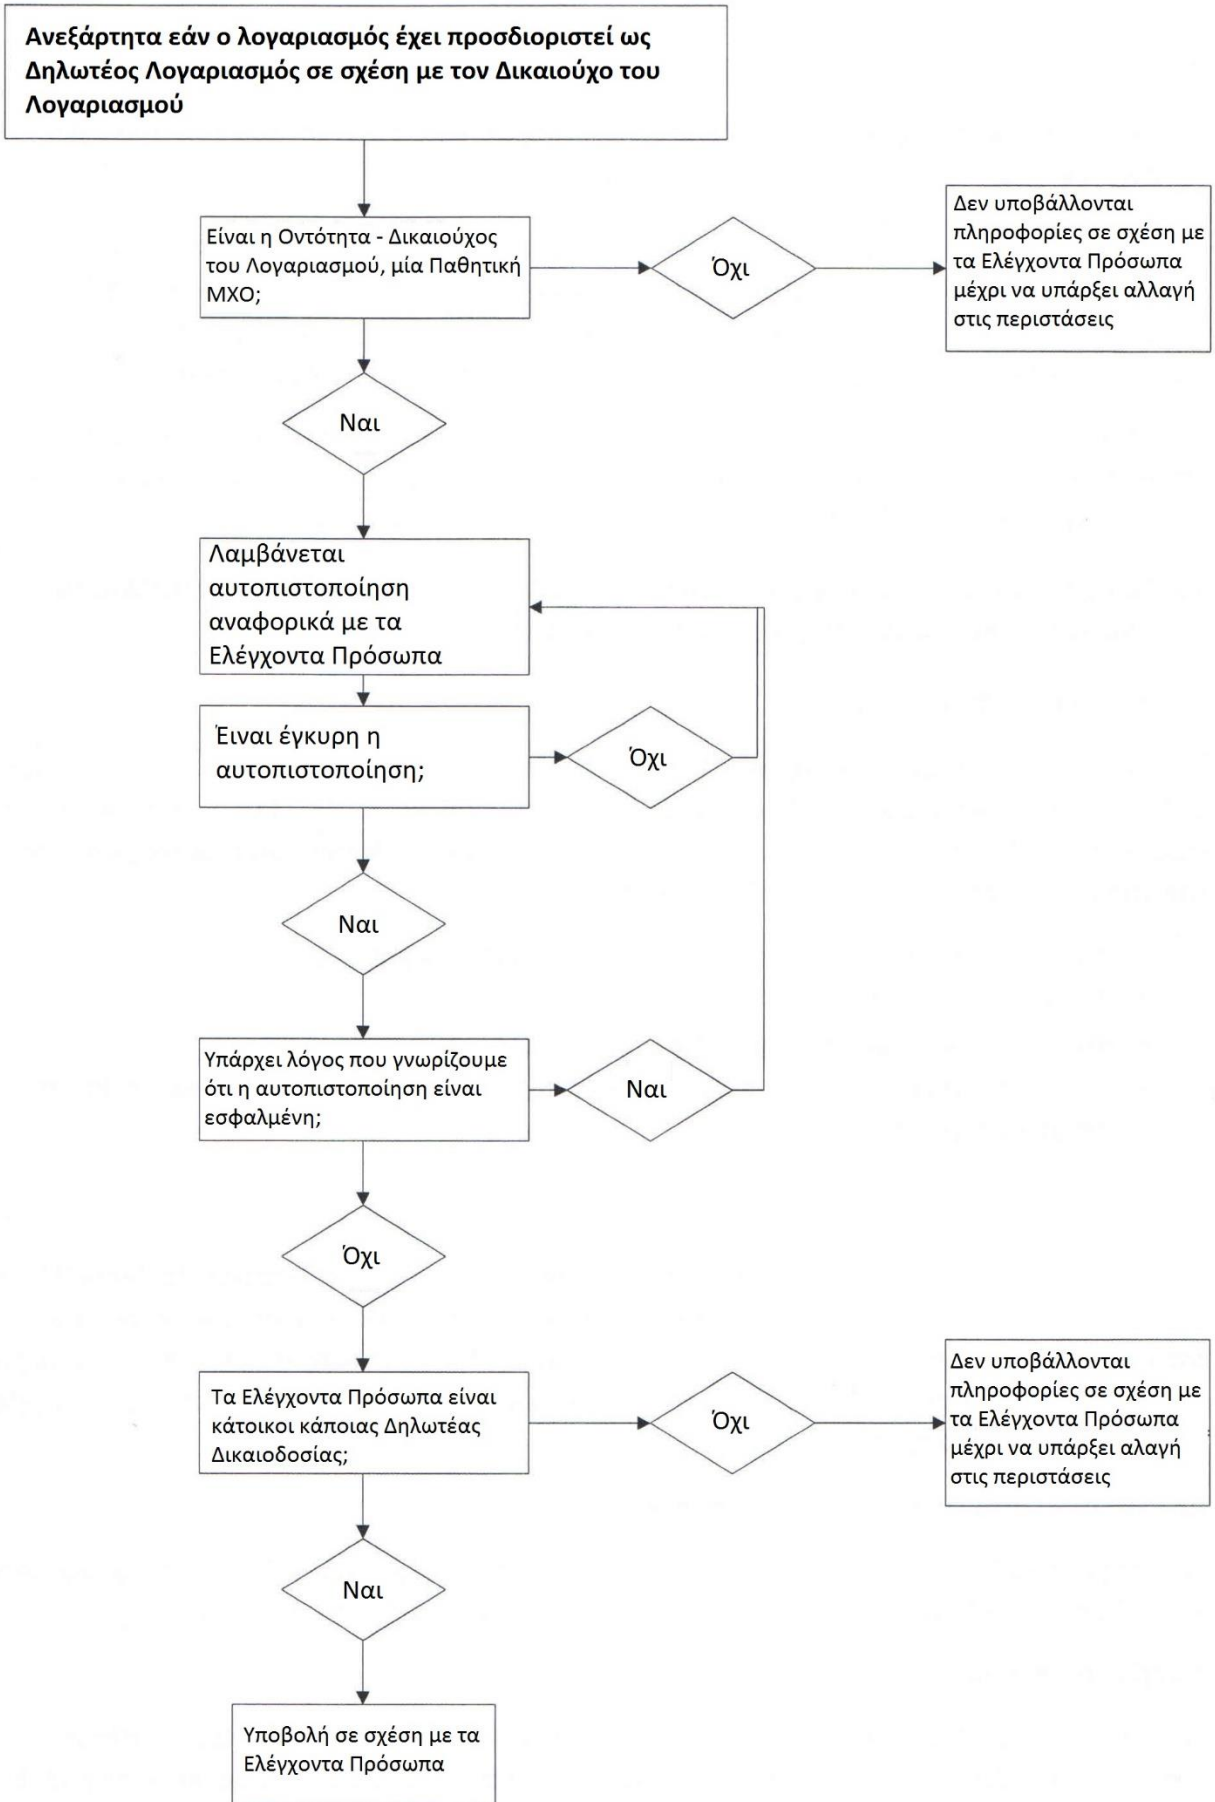 Ανεξάρτητα εάν ο λογαριασμός έχει προσδιοριστεί ως
Δηλωτέος Λογαριασμός σε σχέση με τον Δικαιούχο του
Λογαριασμού
Είναι η Οντότητα - Δικαιούχος
του Λογαριασμού, μία Παθητική
ΜΧΟ;
Όχι
Δεν υποβάλλονται
πληροφορίες σε σχέση με
τα Ελέγχοντα Πρόσωπα
μέχρι να υπάρξει αλλαγή
στις περιστάσεις
Ναι
Λαμβάνεται
αυτοπιστοποίηση
αναφορικά με τα
Ελέγχοντα Πρόσωπα
Έιναι έγκυρη η
αυτοπιστοποίηση;
Όχι
Ναι
Υπάρχει λόγος που γνωρίζουμε
ότι η αυτοπιστοποίηση είναι
εσφαλμένη;
Ναι
Όχι
Τα Ελέγχοντα Πρόσωπα είναι
κάτοικοι κάποιας Δηλωτέας
Δικαιοδοσίας;
Όχι
Δεν υποβάλλονται
πληροφορίες σε σχέση με
τα Ελέγχοντα Πρόσωπα
μέχρι να υπάρξει αλαγή
στις περιστάσεις
Ναι
Υποβολή σε σχέση με τα
Ελέγχοντα Πρόσωπα